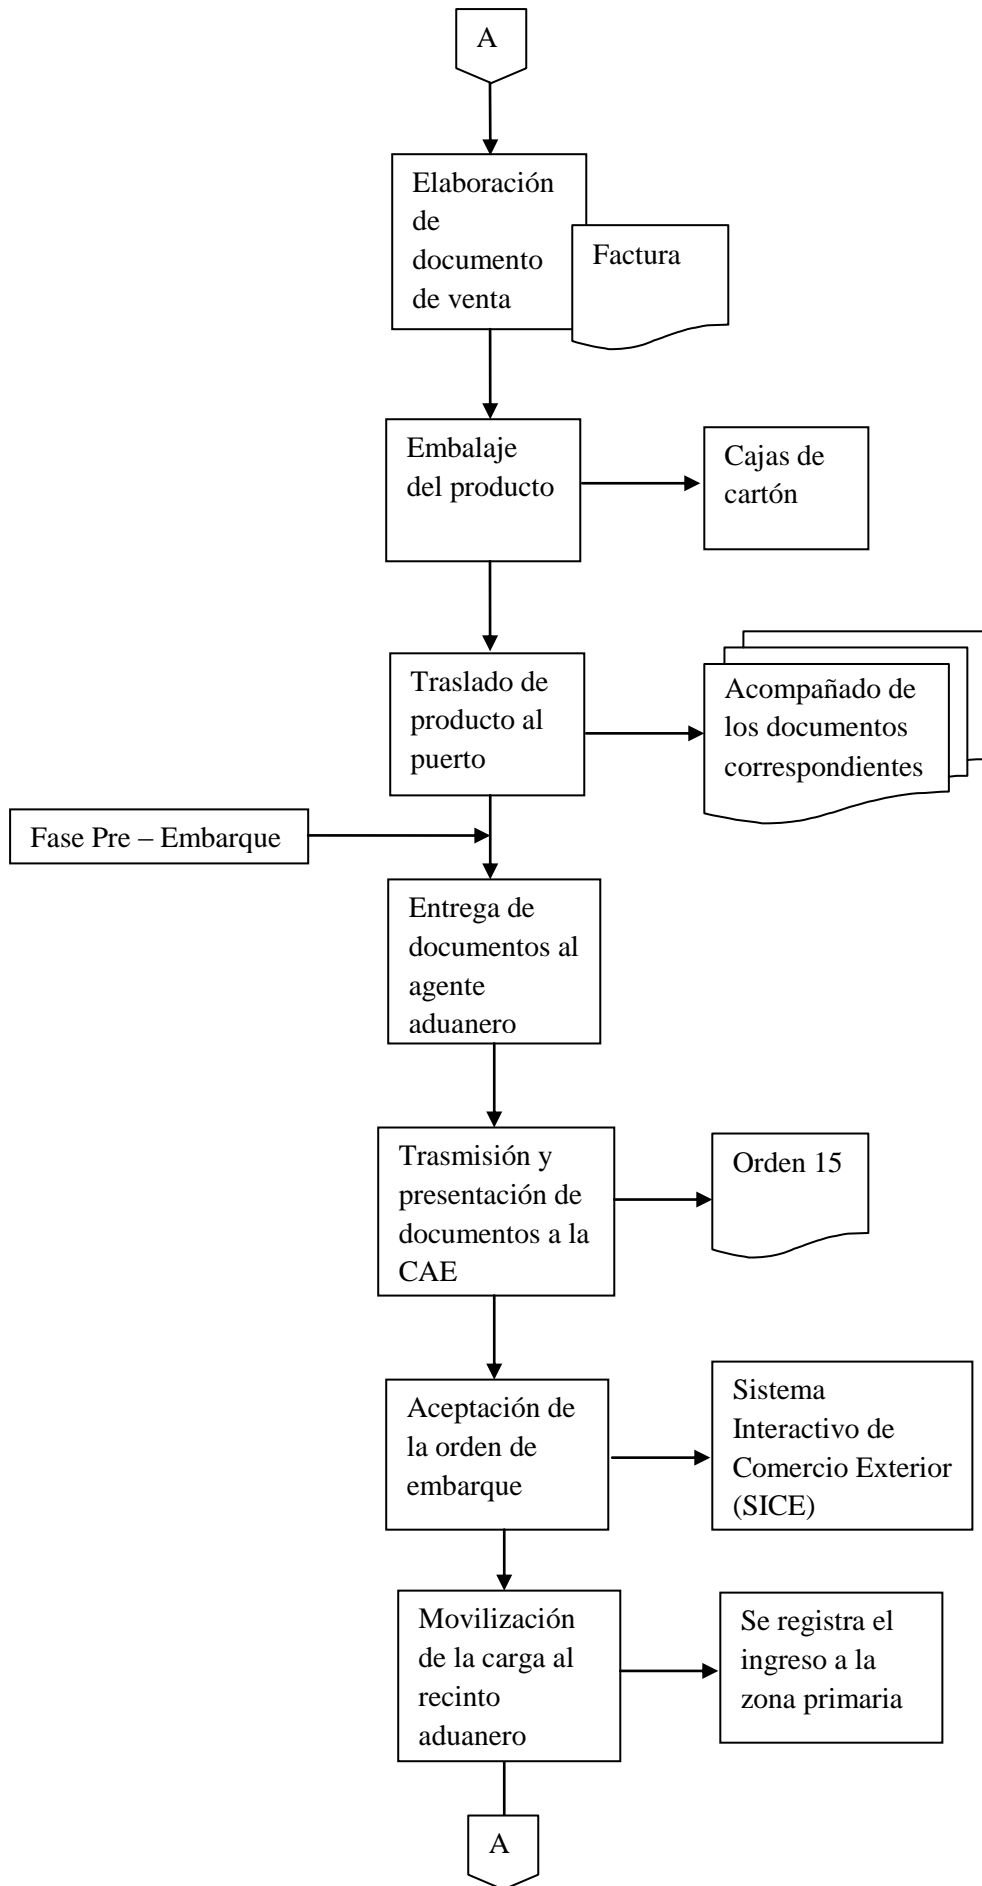 A
Elaboración
de
documento
de venta
Factura
Embalaje
del producto
Cajas de
cartón
Traslado de
producto al
puerto
Acompañado de
los documentos
correspondientes
Fase Pre – Embarque
Entrega de
documentos al
agente
aduanero
Trasmisión y
presentación de
documentos a la
CAE
Orden 15
Aceptación de
la orden de
embarque
Sistema
Interactivo de
Comercio Exterior
(SICE)
Movilización
de la carga al
recinto
aduanero
Se registra el
ingreso a la
zona primaria
A